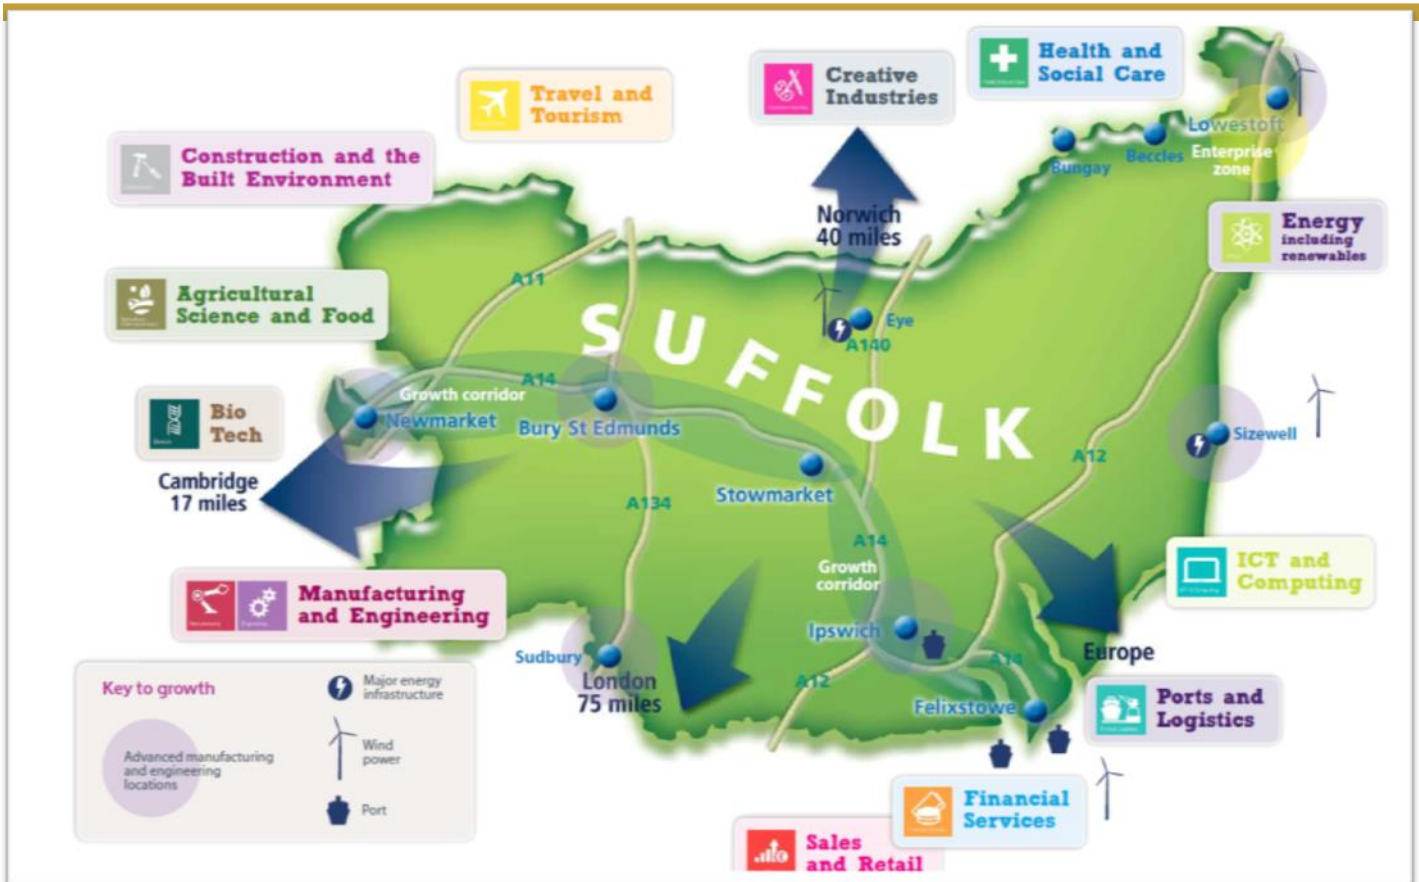 Health and
Social Care
Creative
Industries
Travel and
Tourism
Construction and the
Built Environment
Lowestoft
Bungay
Beccles
Enterprise
zone
Norwich
40 miles
Energy
including
renewables
A11
Agricultural
Science and Food
SUFFOLK
Eye
A140
A14
Growth corridor
Newmarket
Bury St Edmunds
Bio
Tech
Sizewell
A12
Cambridge
17 miles
Stowmarket
A134
A14
Growth
corridor
ICT and
Computing
Manufacturing
and Engineering
Ipswich
Sudbury
A14
Europe
London
75 miles
A12
Felixstowe
Ports and
Logistics
Key to growth
Major energy
infrastructure
Advanced manufacturing
and engineering
locations
Wind
power
Port
Financial
Services
Sales
and Retail